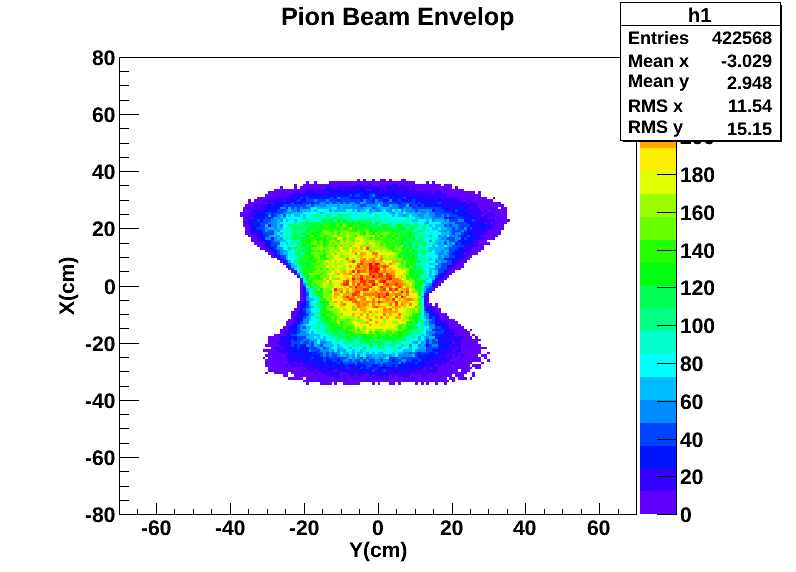 Pion Beam Envelop
h1
Entries 422568
Mean x -3.029
Mean y 2.948
RMS x 11.54
RMS y 15.15
80
60
40
20
0
-20
-40
-60
-80
X(cm)
-60 -40 -20 0 20 40 60
Y(cm)
180
160
140
120
100
80
60
40
20
0